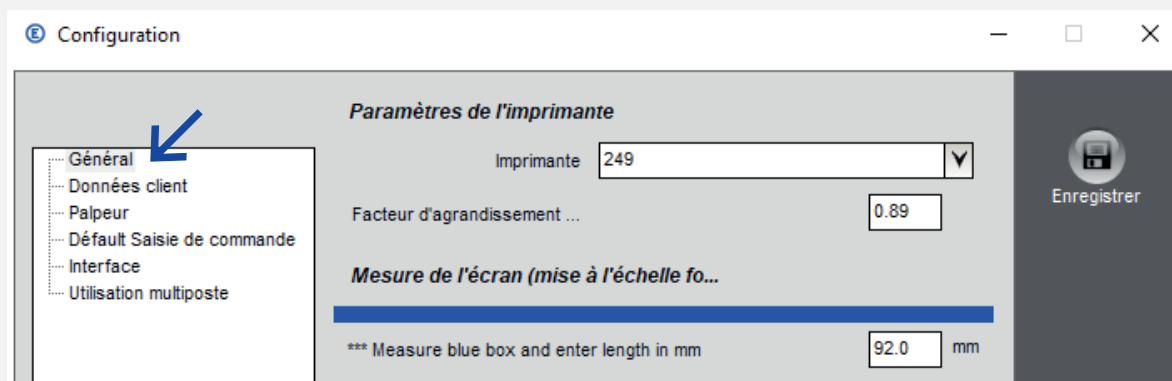 Configuration
Général
Données client
Palpeur
Défault Saisie de commande
Interface
Utilisation multiposte
Paramètres de l'imprimante
Imprimante 249
Facteur d'agrandissement ... 0.89
Mesure de l'écran (mise à l'échelle fo...
*** Measure blue box and enter length in mm 92.0 mm
Enregistrer